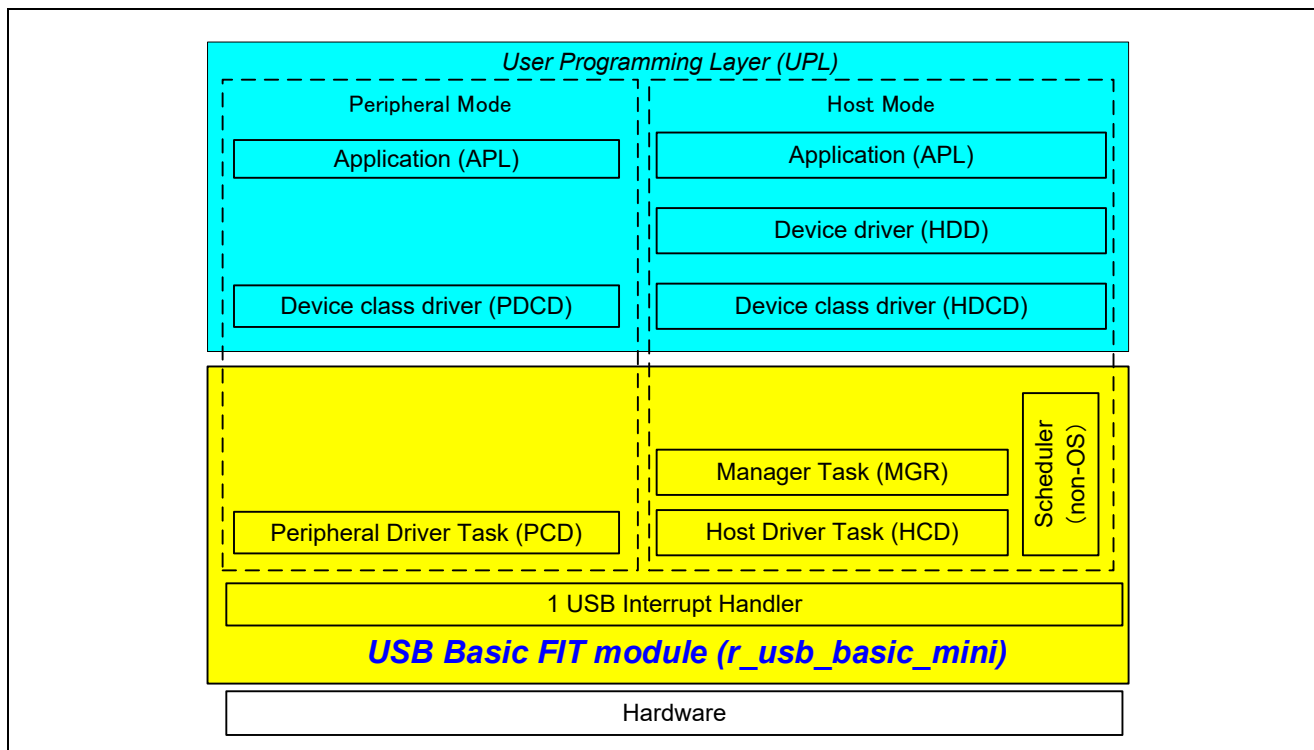 User Programming Layer (UPL)
Peripheral Mode
Host Mode
Application (APL)
Application (APL)
Device driver (HDD)
Device class driver (PDCD)
Device class driver (HDCD)
Manager Task (MGR)
Scheduler
(non-OS)
Peripheral Driver Task (PCD)
Host Driver Task (HCD)
1 USB Interrupt Handler
USB Basic FIT module (r_usb_basic_mini)
Hardware